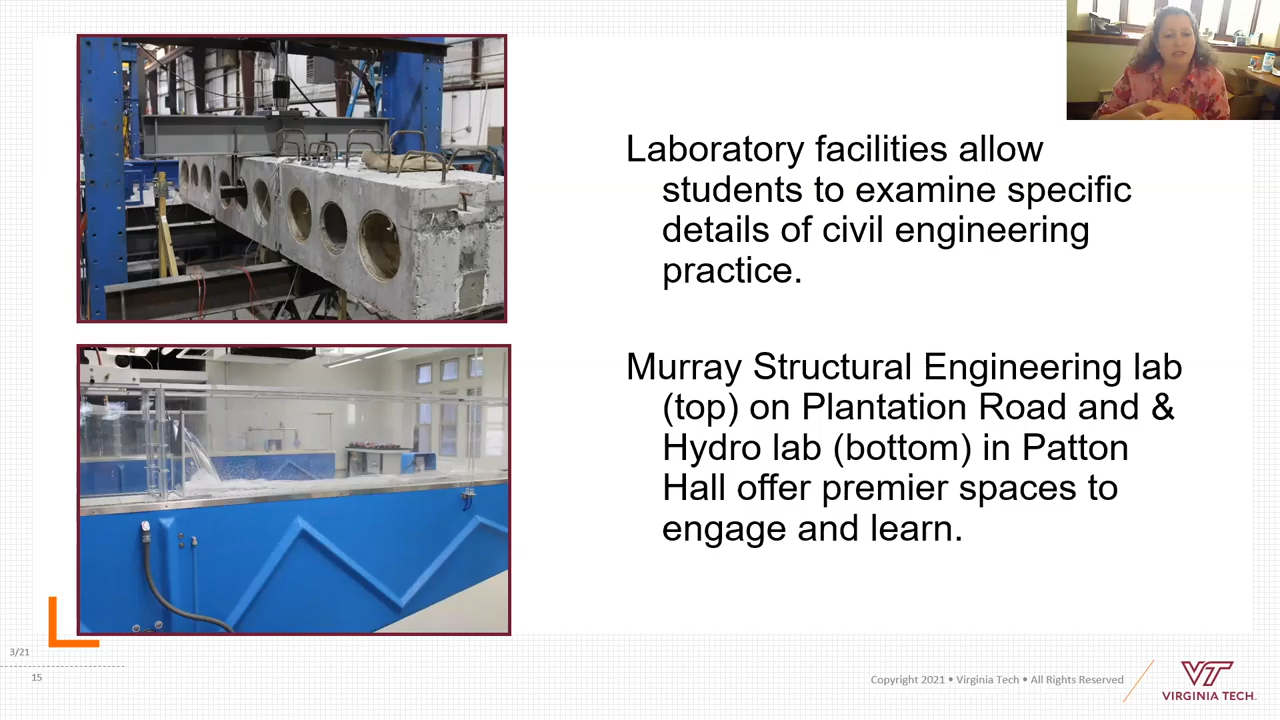 Laboratory facilities allow
students to examine specific
details of civil engineering
practice.
Murray Structural Engineering lab
(top) on Plantation Road and &
Hydro lab (bottom) in Patton
Hall offer premier spaces to
engage and learn.
3/21
15
Copyright 2021 • Virginia Tech • All Rights Reserved
VT
VIRGINIA TECH.